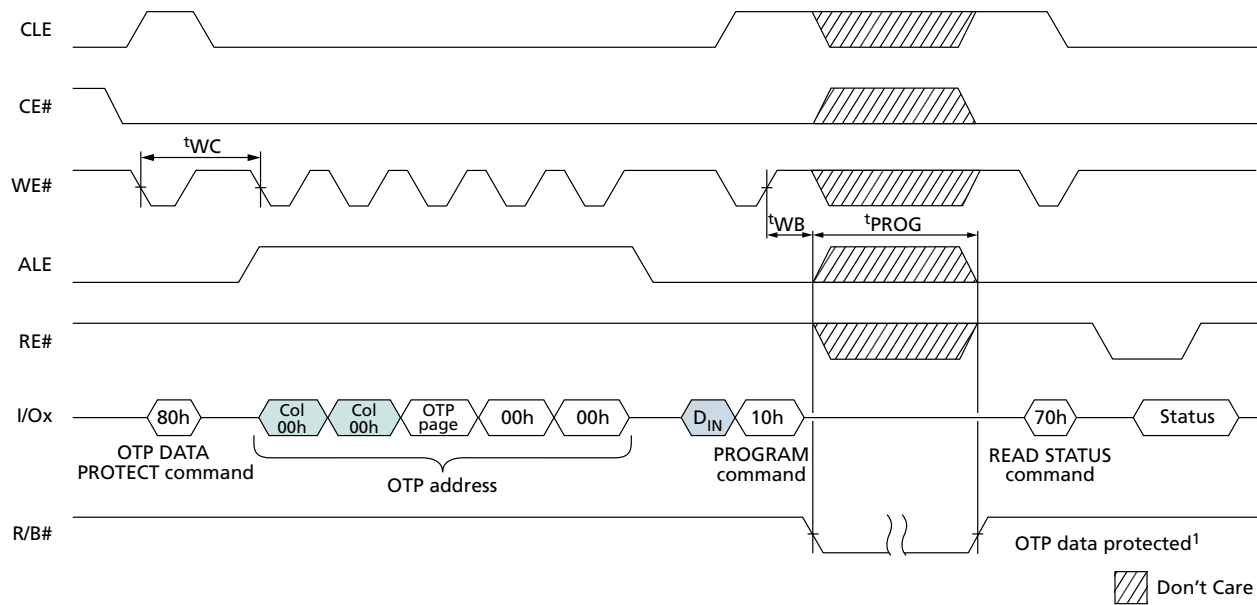 CLE
CE#
tWC
WE#
tWB
tPROG
ALE
RE#
I/Ox
80h
Col
00h
Col
00h
OTP
page
00h
00h
DIN
10h
70h
Status
OTP DATA
PROTECT command
OTP address
PROGRAM
command
READ STATUS
command
R/B#
OTP data protected1
Don't Care